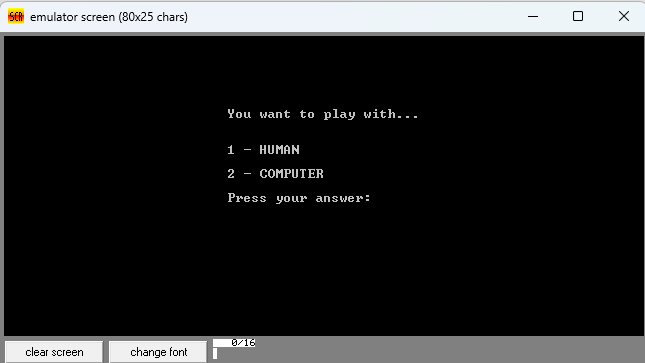 SCR emulator screen (80x25 chars)
You want to play with...
1 - HUMAN
2 - COMPUTER
Press your answer:
clear screen change font 0/16